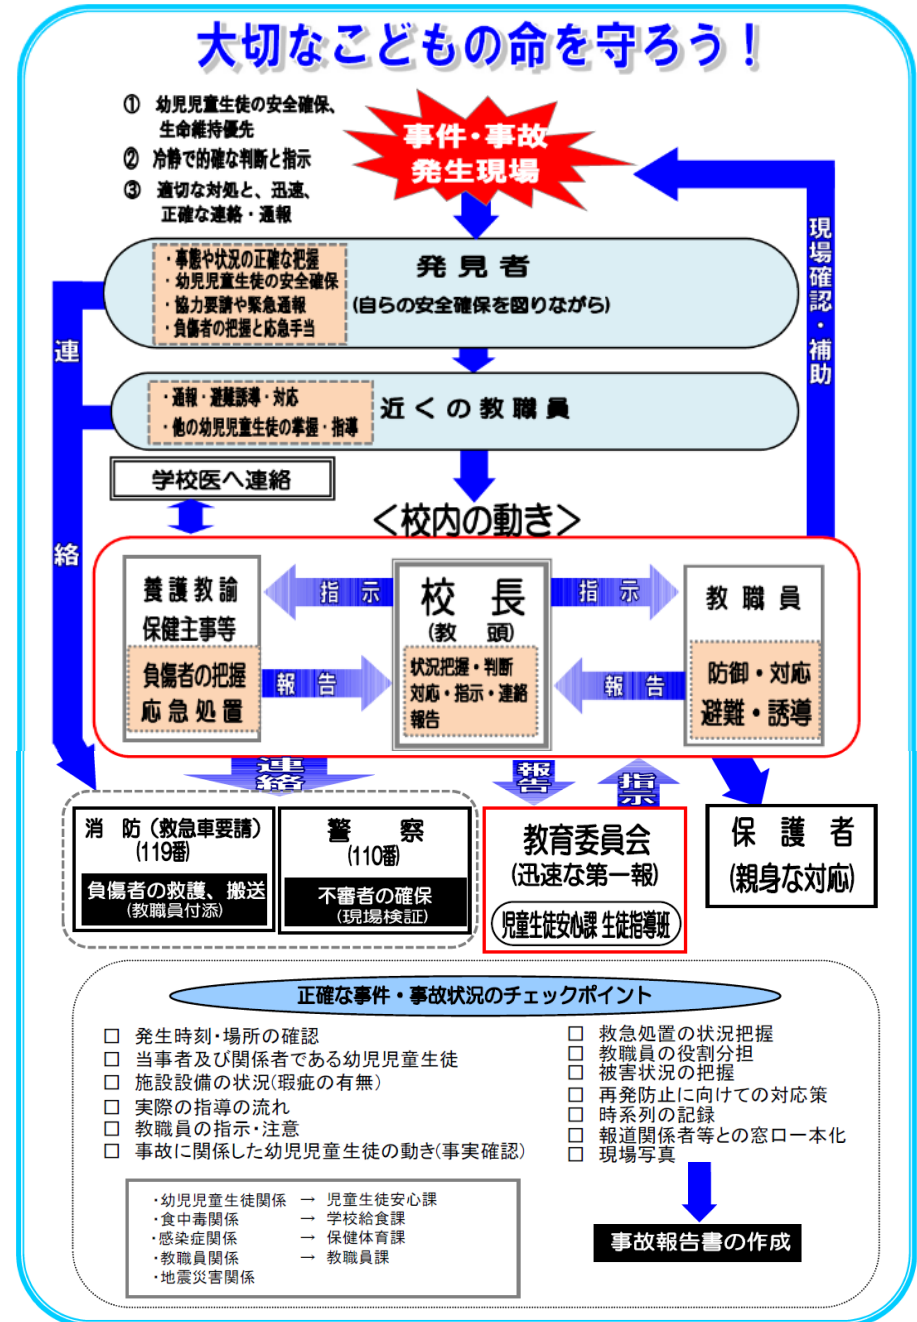 大切なこどもの命を守ろう！
① 幼児児童生徒の安全確保、
生命維持優先
② 冷静で的確な判断と指示
③ 適切な対処と、迅速、
正確な連絡・通報
事件・事故
発生現場
現場確認・補助
・事態や状況の正確な把握
・幼児児童生徒の安全確保
・協力要請や緊急通報
・負傷者の把握と応急手当
発見者
(自らの安全確保を図りながら)
連絡
・通報・避難誘導・対応
・他の幼児児童生徒の掌握・指導
近くの教職員
学校医へ連絡
＜校内の動き＞
養護教諭
保健主事等
負傷者の把握
応急処置
指示
報告
校長
(教頭)
状況把握・判断
対応・指示・連絡
報告
指示
報告
教職員
防御・対応
避難・誘導
連絡
報告
指示
消防（救急車要請）
(119番)
負傷者の救護、搬送
(教職員付添)
警察
(110番)
不審者の確保
(現場検証)
教育委員会
(迅速な第一報)
児童生徒安心課 生徒指導班
保護者
(親身な対応)
正確な事件・事故状況のチェックポイント
□ 発生時刻・場所の確認
□ 当事者及び関係者である幼児児童生徒
□ 施設設備の状況(瑕疵の有無)
□ 実際の指導の流れ
□ 教職員の指示・注意
□ 事故に関係した幼児児童生徒の動き(事実確認)
□ 救急処置の状況把握
□ 教職員の役割分担
□ 被害状況の把握
□ 再発防止に向けての対応策
□ 時系列の記録
□ 報道関係者等との窓口一本化
□ 現場写真
・幼児児童生徒関係 → 児童生徒安心課
・食中毒関係 → 学校給食課
・感染症関係 → 保健体育課
・教職員関係 → 教職員課
・地震災害関係
事故報告書の作成